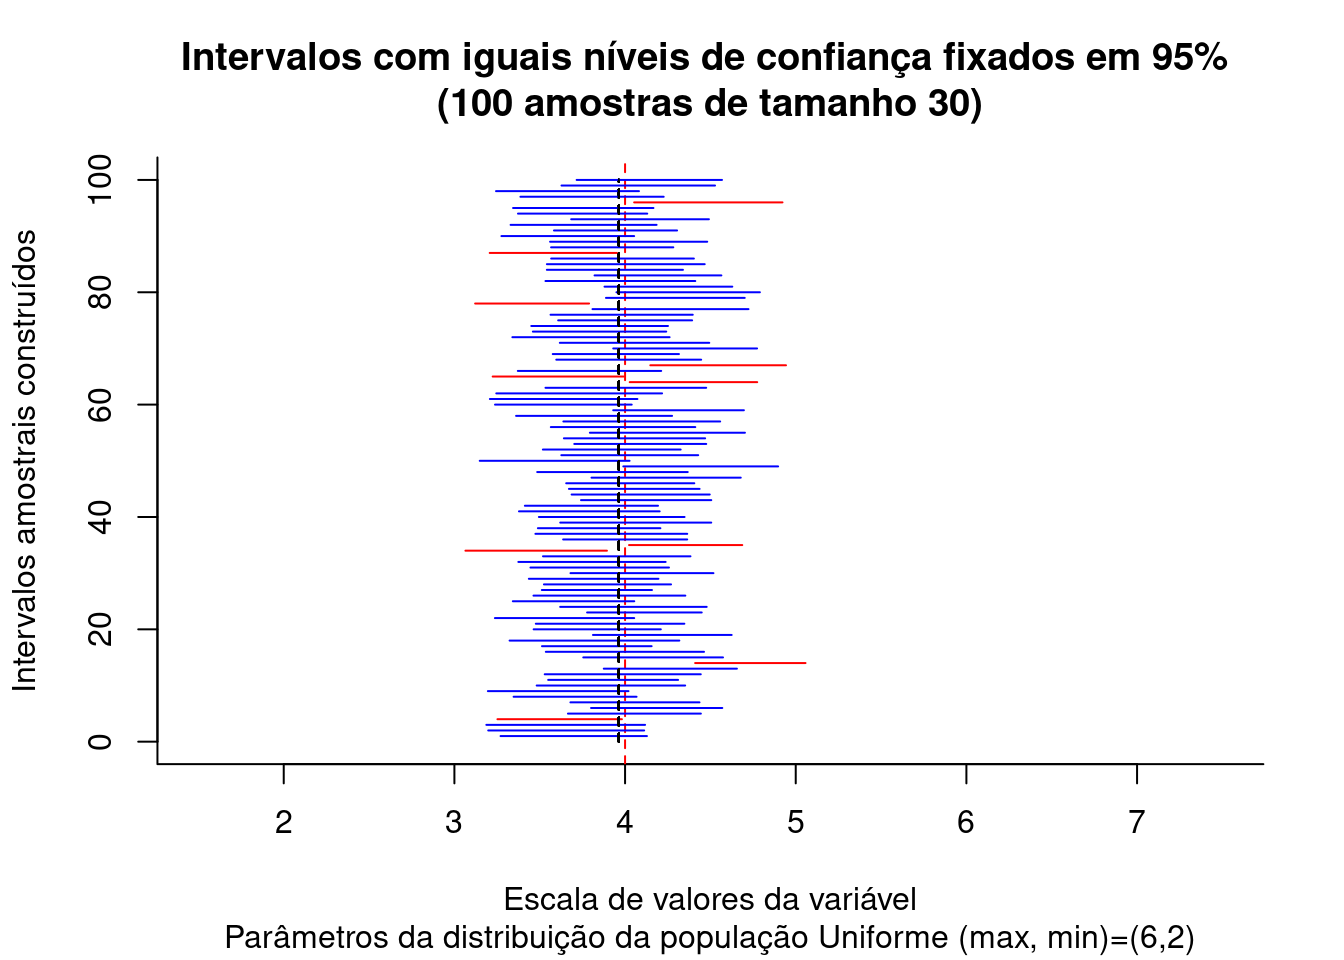 Intervalos com iguais níveis de confiança fixados em 95%
(100 amostras de tamanho 30)
Intervalos amostrais construídos
100
80
60
40
20
0
2 3 4 5 6 7
Escala de valores da variável
Parâmetros da distribuição da população Uniforme (max, min)=(6,2)